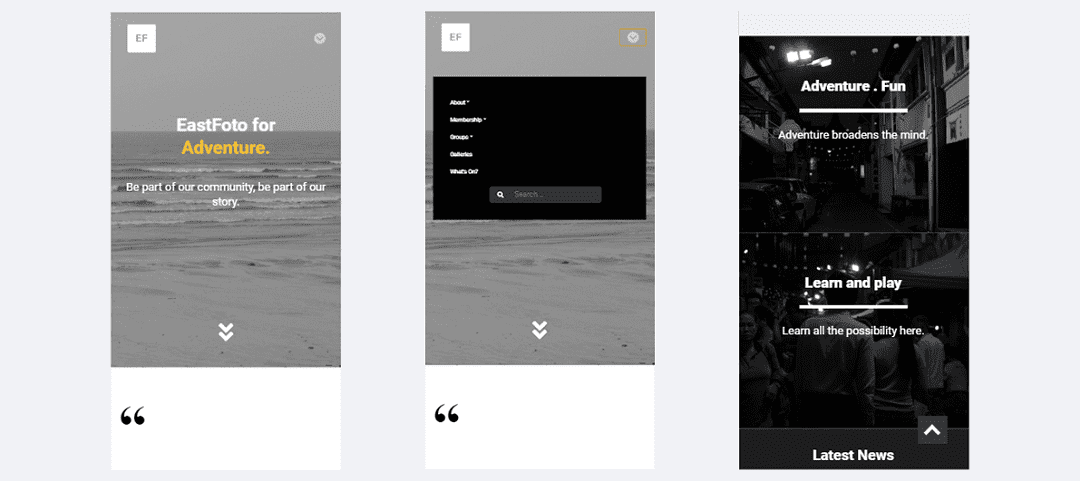 EF
EastFoto for
Adventure.
Be part of our community, be part of our
story.
“
EF
About
Membership
Groups
Galleries
What's On?
Search...
“
Adventure . Fun
Adventure broadens the mind.
Learn and play
Learn all the possibility here.
Latest News